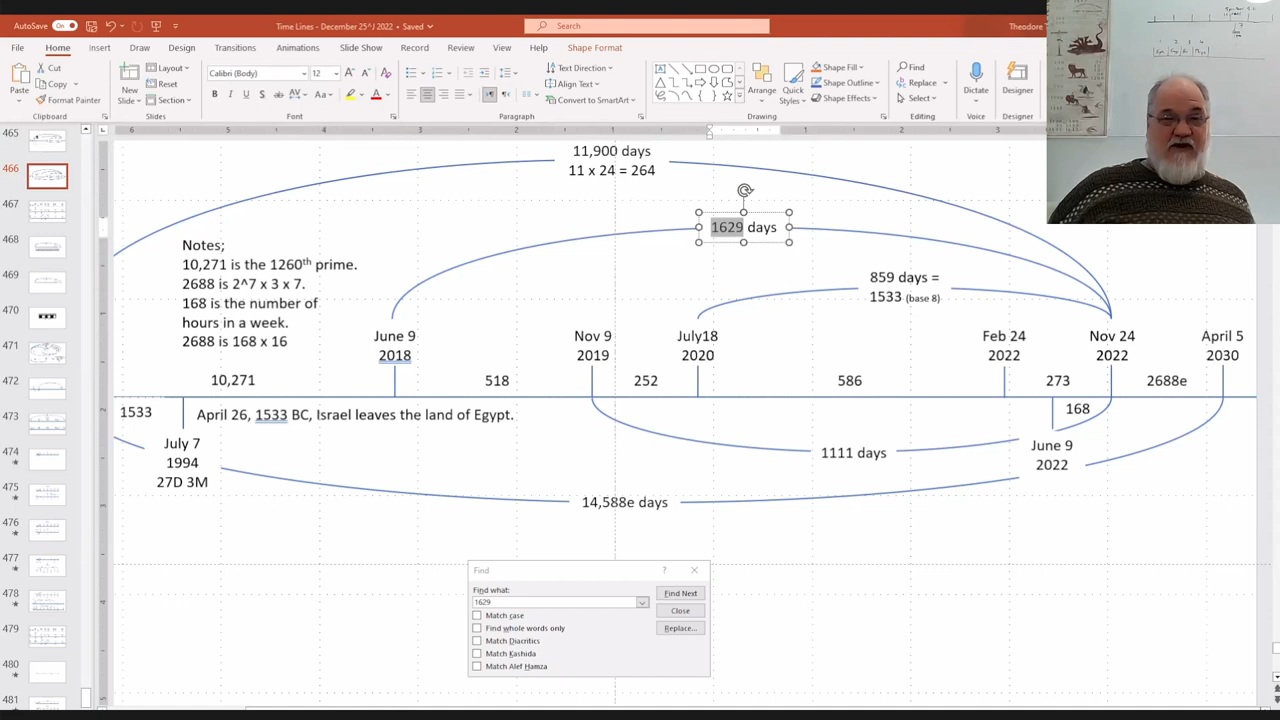 AutoSave On
Time Lines - December 25^J 2022 • Saved
Search
Theodore
File Home Insert Draw Design Transitions Animations Slide Show Record Review View Help Shape Format
Paste
Cut
Copy
Format Painter
Clipboard
New Slide
Layout
Reset
Section
Slides
Calibri (Body) 12
Font
Text Direction
Align Text
Convert to SmartArt
Paragraph
Arrange
Quick Styles
Shape Fill
Shape Outline
Shape Effects
Drawing
Find
Replace
Select
Editing
Dictate
Voice
Designer
Designer
6 5 4 3 2 1 0 1 2 3
465
466
467
468
469
471
472
473
474
475
476
477
478
479
480
481
11,900 days
11 x 24 = 264
1629 days
859 days =
1533 (base 8)
Notes;
10,271 is the 1260th prime.
2688 is 2^7 x 3 x 7.
168 is the number of
hours in a week.
2688 is 168 x 16
June 9
2018
Nov 9
2019
July18
2020
Feb 24
2022
Nov 24
2022
April 5
2030
10,271 518 252 586 273 2688e
1533
April 26, 1533 BC, Israel leaves the land of Egypt.
168
July 7
1994
27D 3M
1111 days
June 9
2022
14,588e days
Find
? ×
Find what:
1629
Find Next
Close
Replace...
Match case
Find whole words only
Match Diacritics
Match Kashida
Match Alef Hamza